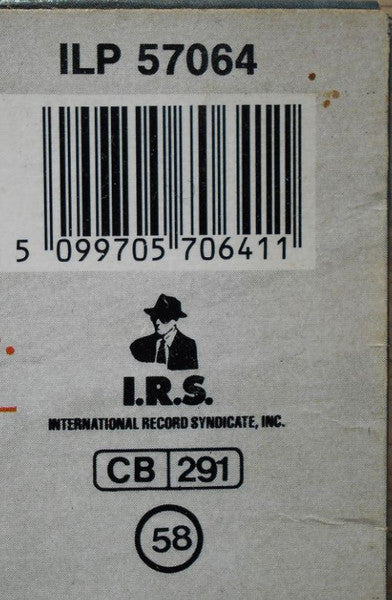 ILP 57064
5 099705 706411
I.R.S.
INTERNATIONAL RECORD SYNDICATE, INC.
CB 291
58